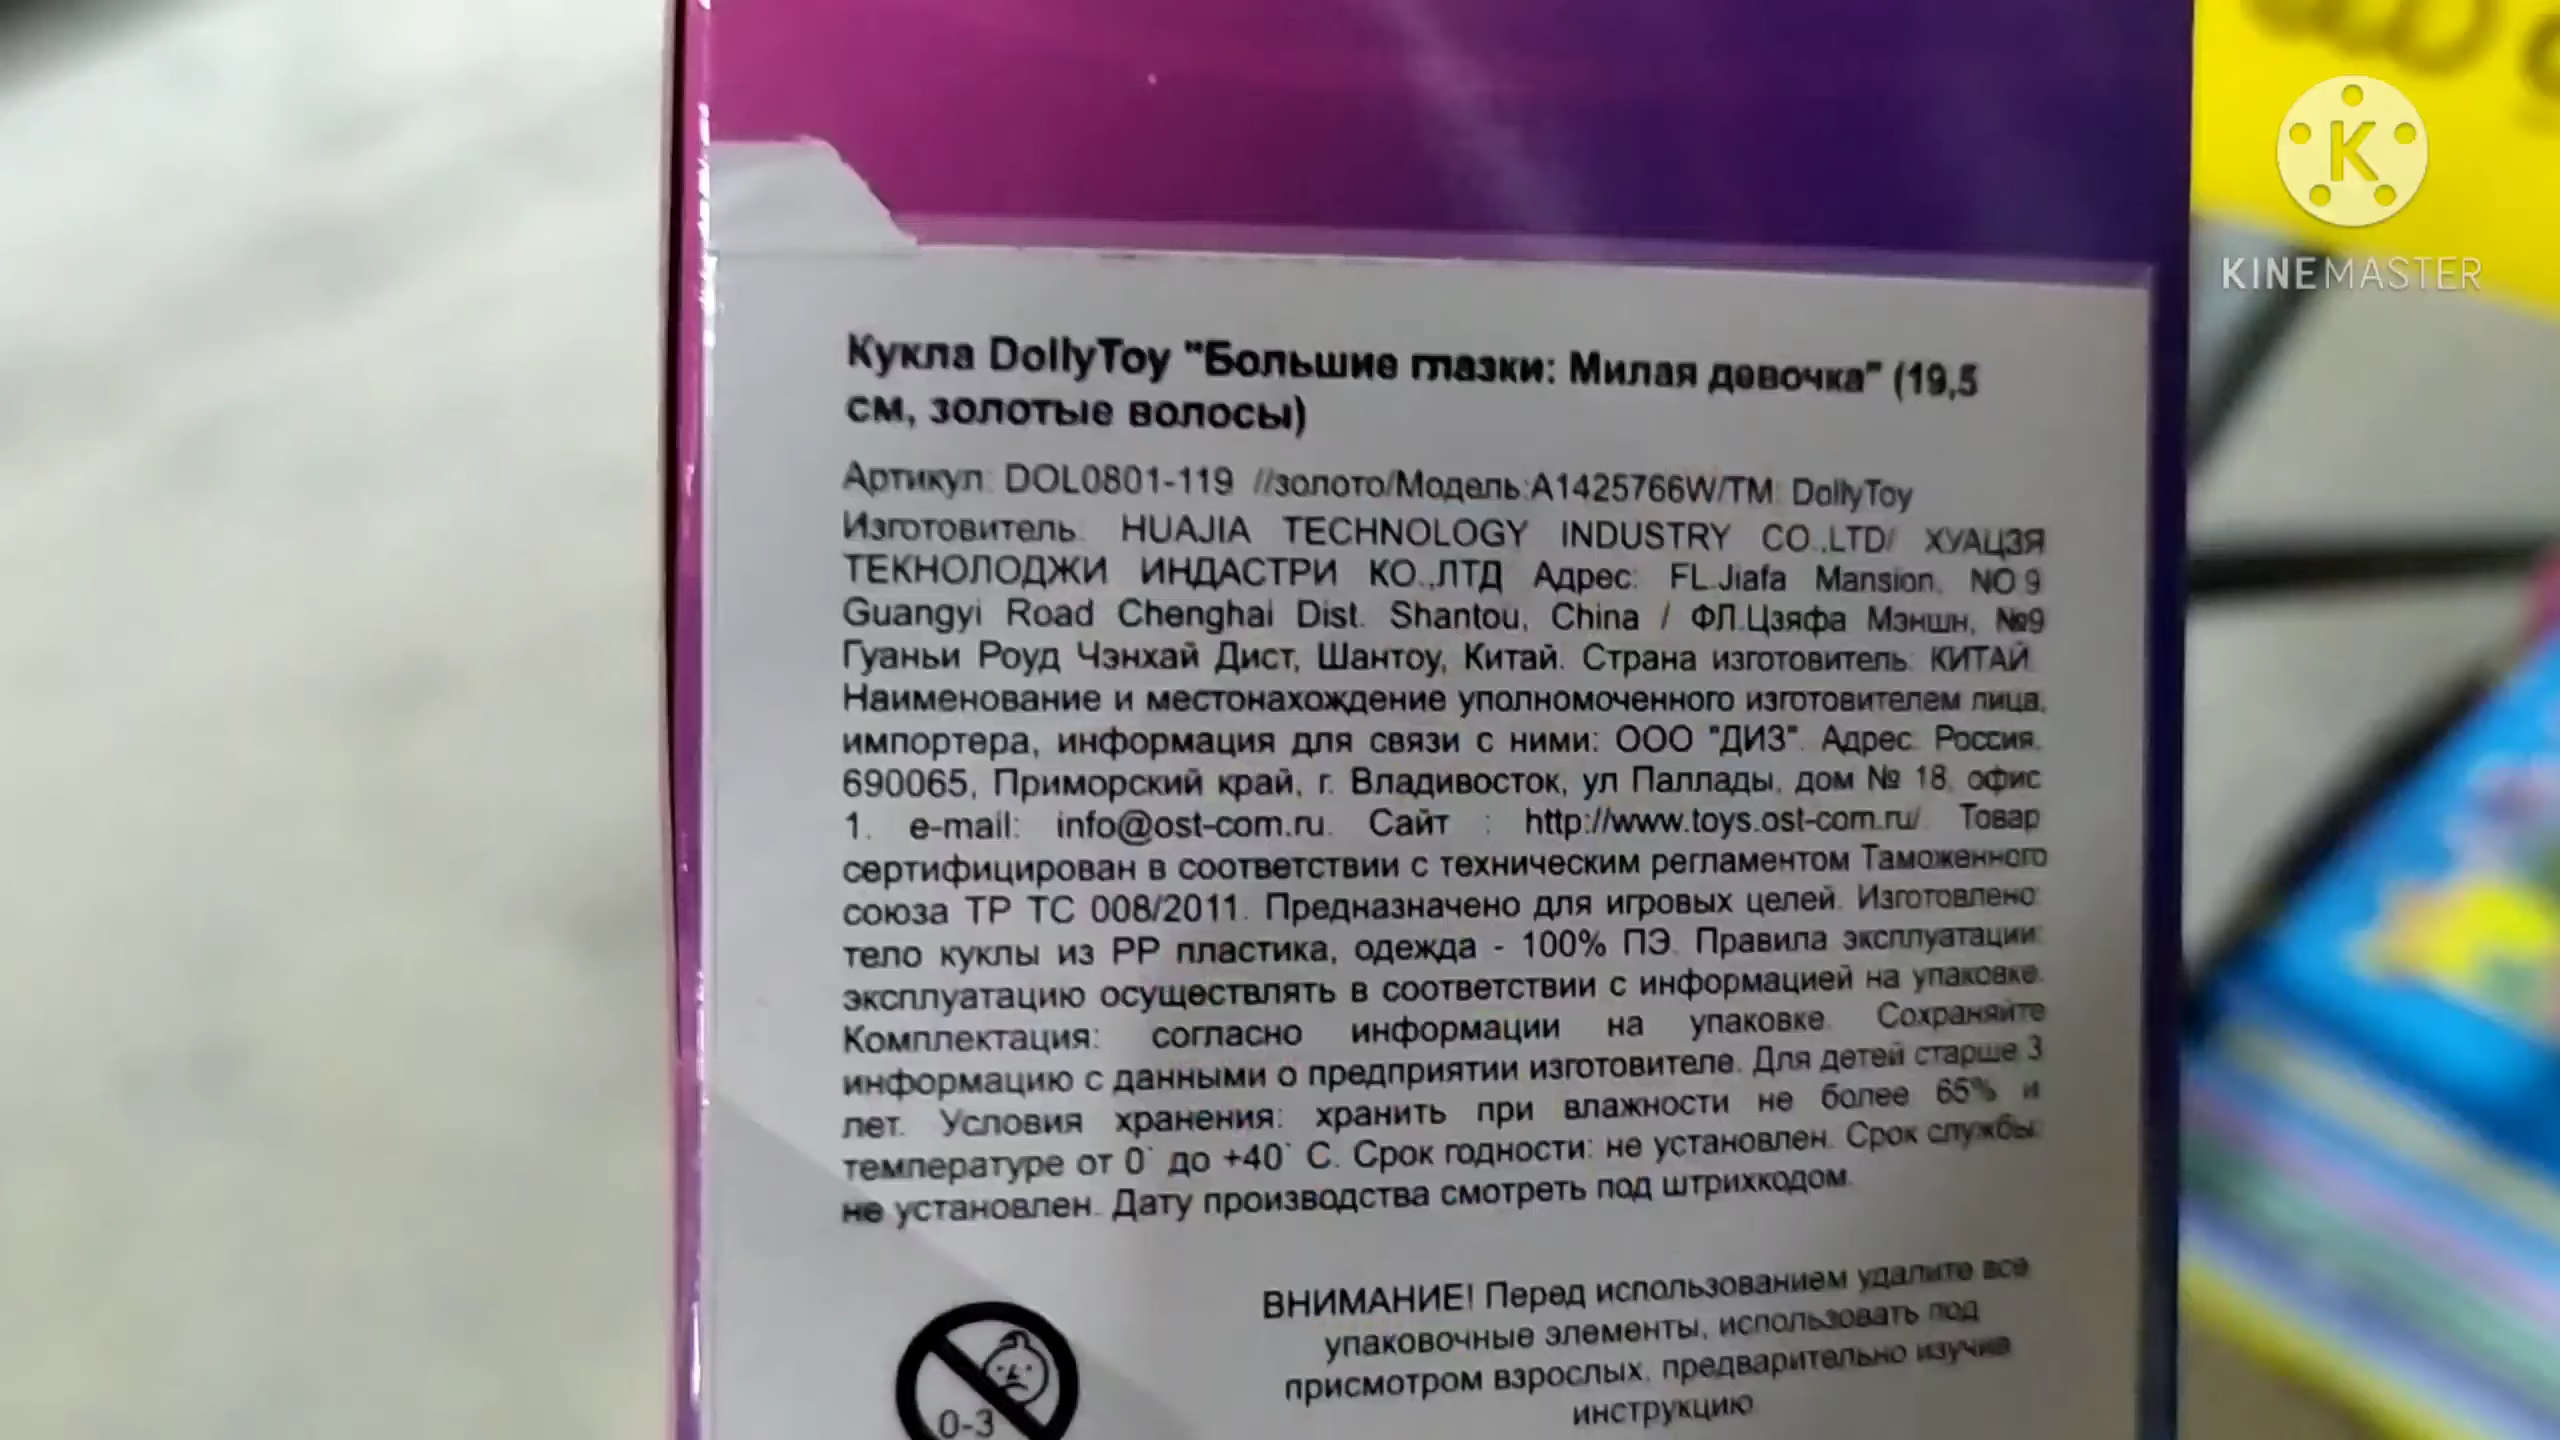 K
KINEMASTER
Кукла DollyToy "Большие глазки: Милая девочка" (19,5
см, золотые волосы)
Артикул: DOL0801-119 //золото/Модель:A1425766W/TM: DollyToy
Изготовитель: HUAJIA TECHNOLOGY INDUSTRY CO.,LTD/ ХУАЦЗЯ
ТЕКНОЛОДЖИ ИНДАСТРИ КО.,ЛТД Адрес: FL.Jiafa Mansion, NO.9
Guangyi Road Chenghai Dist. Shantou, China / ФЛ.Цзяфа Мэншн, №9
Гуаньи Роуд Чэнхай Дист, Шантоу, Китай. Страна изготовитель: КИТАЙ.
Наименование и местонахождение уполномоченного изготовителем лица,
импортера, информация для связи с ними: ООО "ДИЗ". Адрес: Россия,
690065, Приморский край, г. Владивосток, ул Паллады, дом № 18, офис
1. e-mail: info@ost-com.ru. Сайт : http://www.toys.ost-com.ru/ Товар
сертифицирован в соответствии с техническим регламентом Таможенного
союза ТР ТС 008/2011. Предназначено для игровых целей. Изготовлено:
тело куклы из PP пластика, одежда - 100% ПЭ. Правила эксплуатации:
эксплуатацию осуществлять в соответствии с информацией на упаковке.
Комплектация: согласно информации на упаковке. Сохраняйте
информацию с данными о предприятии изготовителе. Для детей старше 3
лет. Условия хранения: хранить при влажности не более 65% и
температуре от 0˚ до +40˚ С. Срок годности: не установлен. Срок службы:
не установлен. Дату производства смотреть под штрихкодом.
ВНИМАНИЕ! Перед использованием удалите все
упаковочные элементы, использовать под
присмотром взрослых, предварительно изучив
инструкцию
0-3